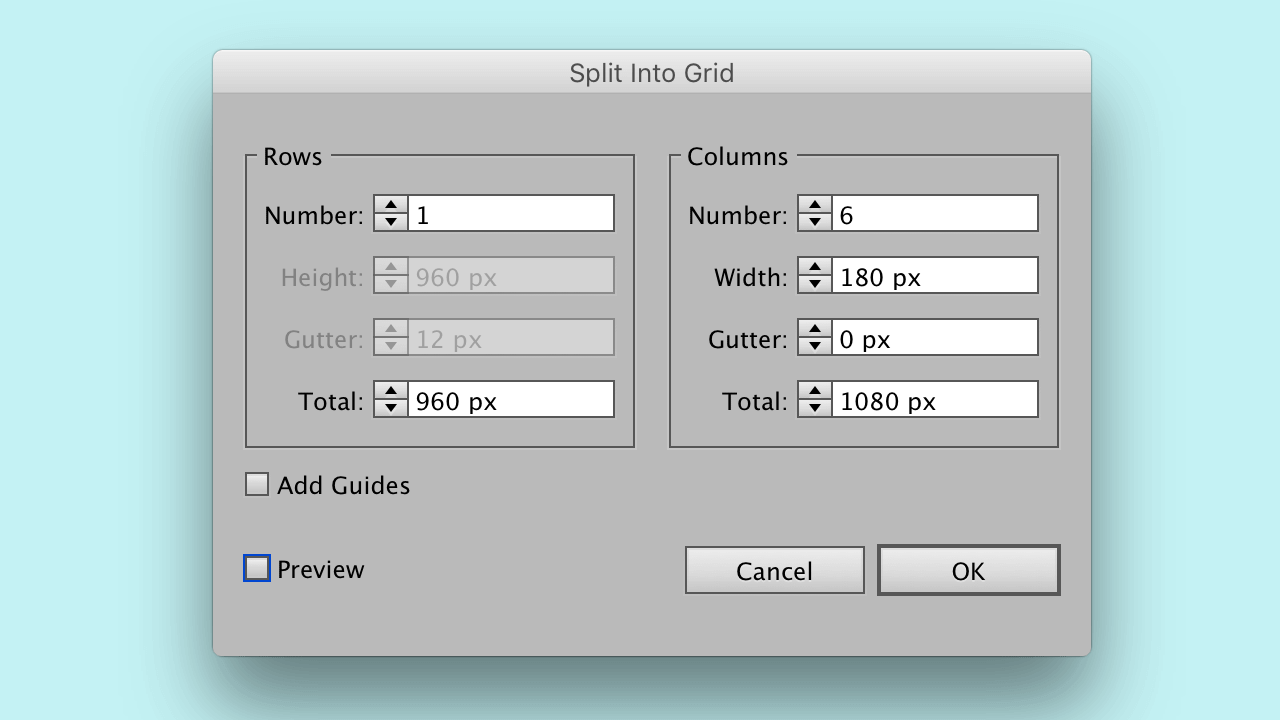 Split Into Grid
Rows
Number: 1
Height: 960 px
Gutter: 12 px
Total: 960 px
Columns
Number: 6
Width: 180 px
Gutter: 0 px
Total: 1080 px
Add Guides
Preview
Cancel
OK